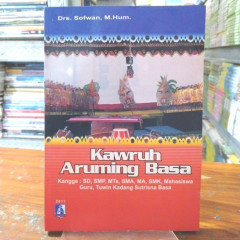 Drs. Sofwan, M.Hum.
Kawruh
Aruming Basa
Kangge : SD, SMP, MTs, SMA, MA, SMK, Mahasiswa
Guru, Tuwin Kadang Sutrisna Basa
2011